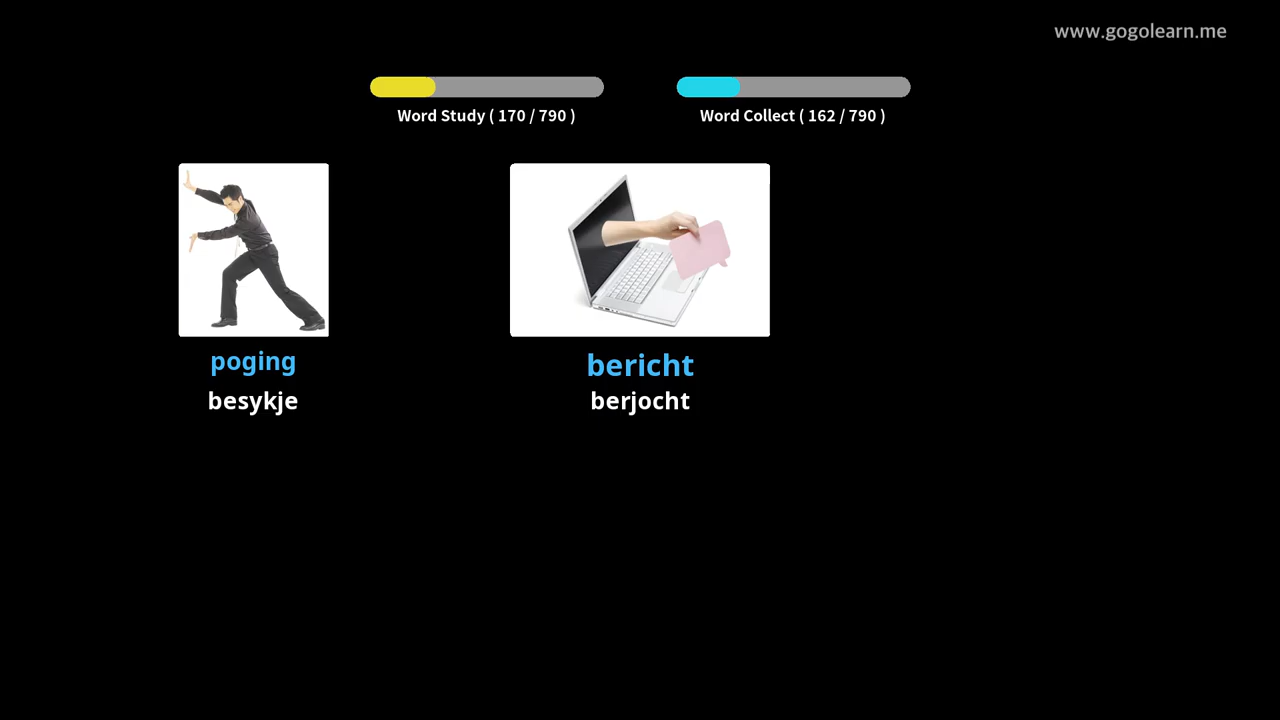 www.gogolearn.me
Word Study ( 170 / 790 )
Word Collect ( 162 / 790 )
poging
besykje
bericht
berjocht